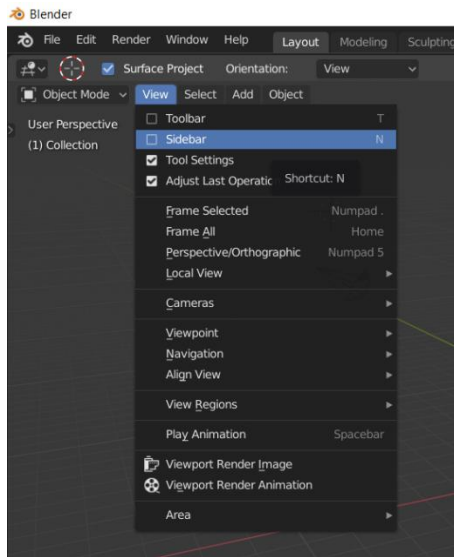 Blender
File Edit Render Window Help Layout Modeling Sculpting
Surface Project Orientation: View
Object Mode View Select Add Object
User Perspective
(1) Collection
Toolbar T
Sidebar N
Tool Settings
Adjust Last Operatio
Shortcut: N
Frame Selected Numpad .
Frame All Home
Perspective/Orthographic Numpad 5
Local View
Cameras
Viewpoint
Navigation
Align View
View Regions
Play Animation Spacebar
Viewport Render Image
Viewport Render Animation
Area